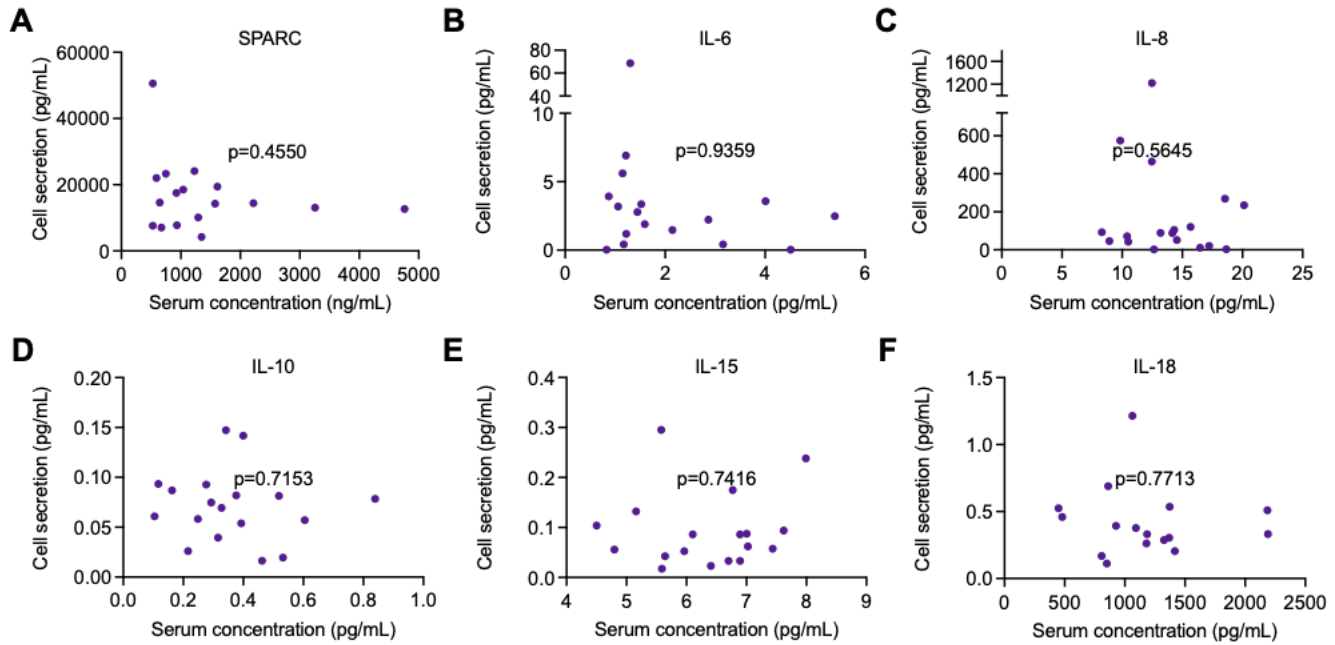 A
SPARC
Cell secretion (pg/mL)
60000
40000
20000
0
p=0.4550
0 1000 2000 3000 4000 5000
Serum concentration (ng/mL)
B
IL-6
Cell secretion (pg/mL)
80
60
40
10
5
0
p=0.9359
0 2 4 6
Serum concentration (pg/mL)
C
IL-8
Cell secretion (pg/mL)
1600
1200
600
400
200
0
p=0.5645
0 5 10 15 20 25
Serum concentration (pg/mL)
D
IL-10
Cell secretion (pg/mL)
0.20
0.15
0.10
0.05
0.00
p=0.7153
0.0 0.2 0.4 0.6 0.8 1.0
Serum concentration (pg/mL)
E
IL-15
Cell secretion (pg/mL)
0.4
0.3
0.2
0.1
0.0
p=0.7416
4 5 6 7 8 9
Serum concentration (pg/mL)
F
IL-18
Cell secretion (pg/mL)
1.5
1.0
0.5
0.0
p=0.7713
0 500 1000 1500 2000 2500
Serum concentration (pg/mL)